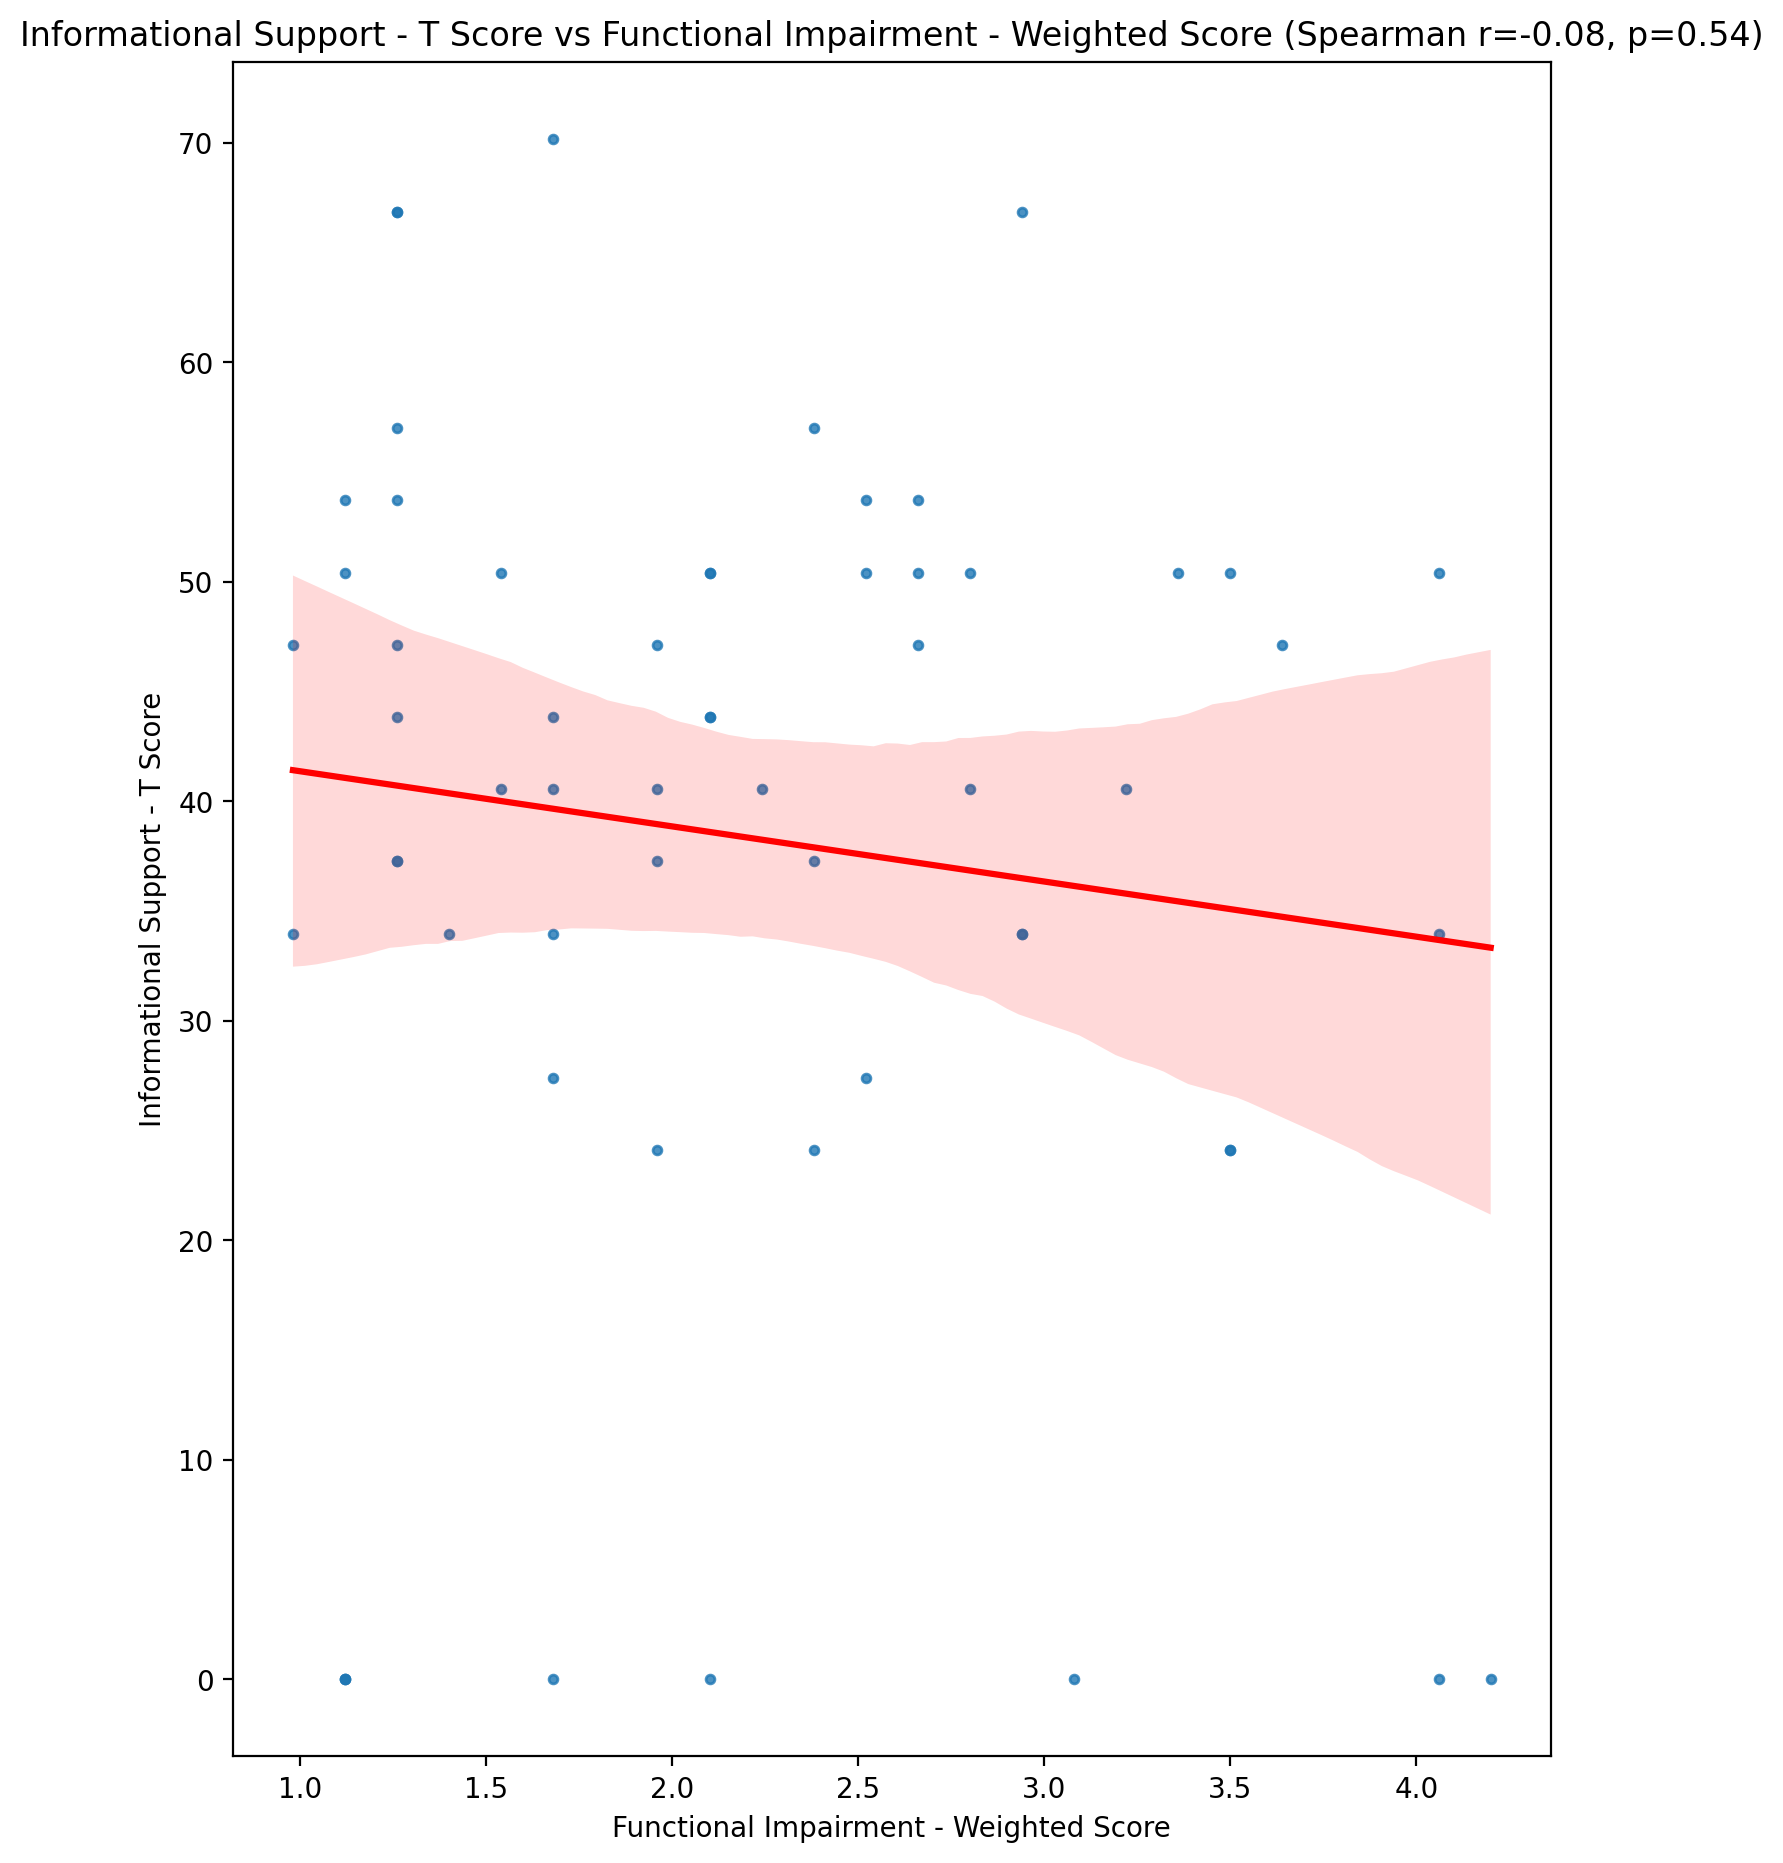 Informational Support - T Score vs Functional Impairment - Weighted Score (Spearman r=-0.08, p=0.54)
70
60
50
40
30
20
10
0
Informational Support - T Score
1.0 1.5 2.0 2.5 3.0 3.5 4.0
Functional Impairment - Weighted Score